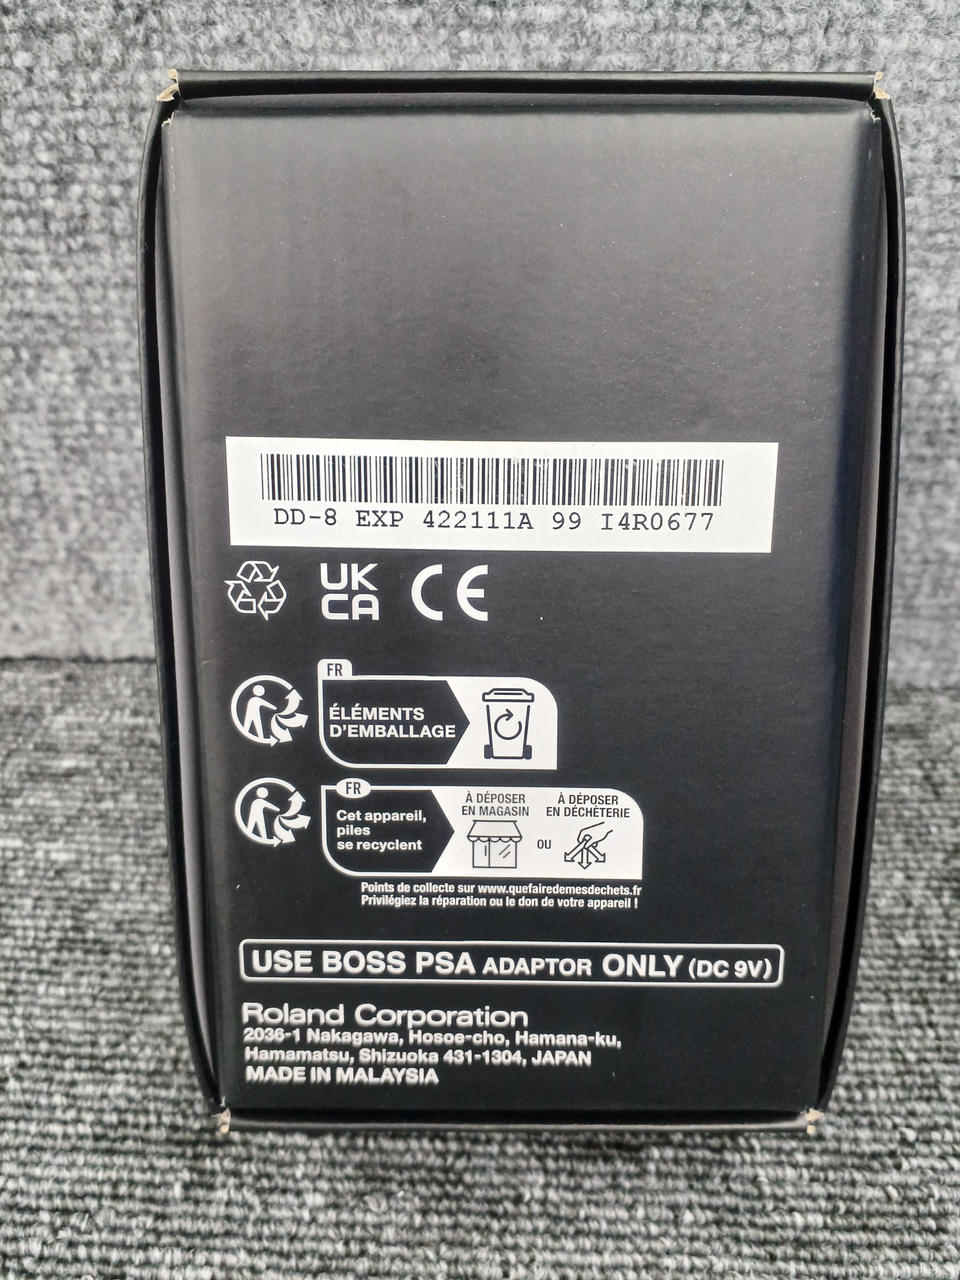 DD-8 EXP 422111A 99 I4R0677
UK
CA
CE
FR
ÉLÉMENTS
D'EMBALLAGE
FR
Cet appareil,
piles
se recyclent
À DÉPOSER
EN MAGASIN
OU
À DÉPOSER
EN DÉCHÈTERIE
Points de collecte sur www.quefairedemesdechets.fr
Privilégiez la réparation ou le don de votre appareil !
USE BOSS PSA ADAPTOR ONLY (DC 9V)
Roland Corporation
2036-1 Nakagawa, Hosoe-cho, Hamana-ku,
Hamamatsu, Shizuoka 431-1304, JAPAN
MADE IN MALAYSIA